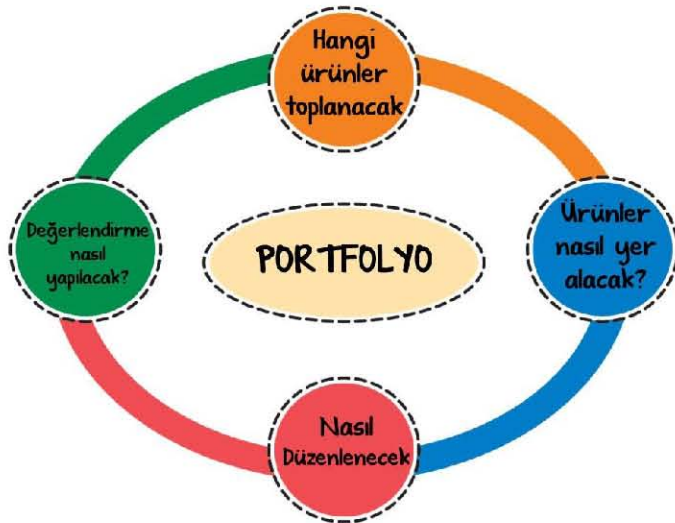 Hangi
ürünler
toplanacak
Ürünler
nasıl yer
alacak?
Değerlendirme
nasıl
yapılacak?
PORTFOLYO
Nasıl
Düzenlenecek